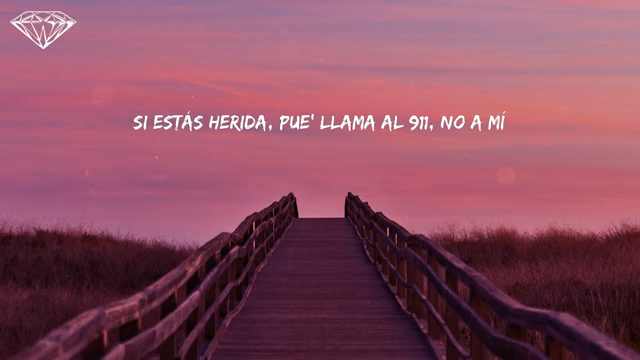 SI ESTÁS HERIDA, PUE' LLAMA AL 911, NO A MÍ